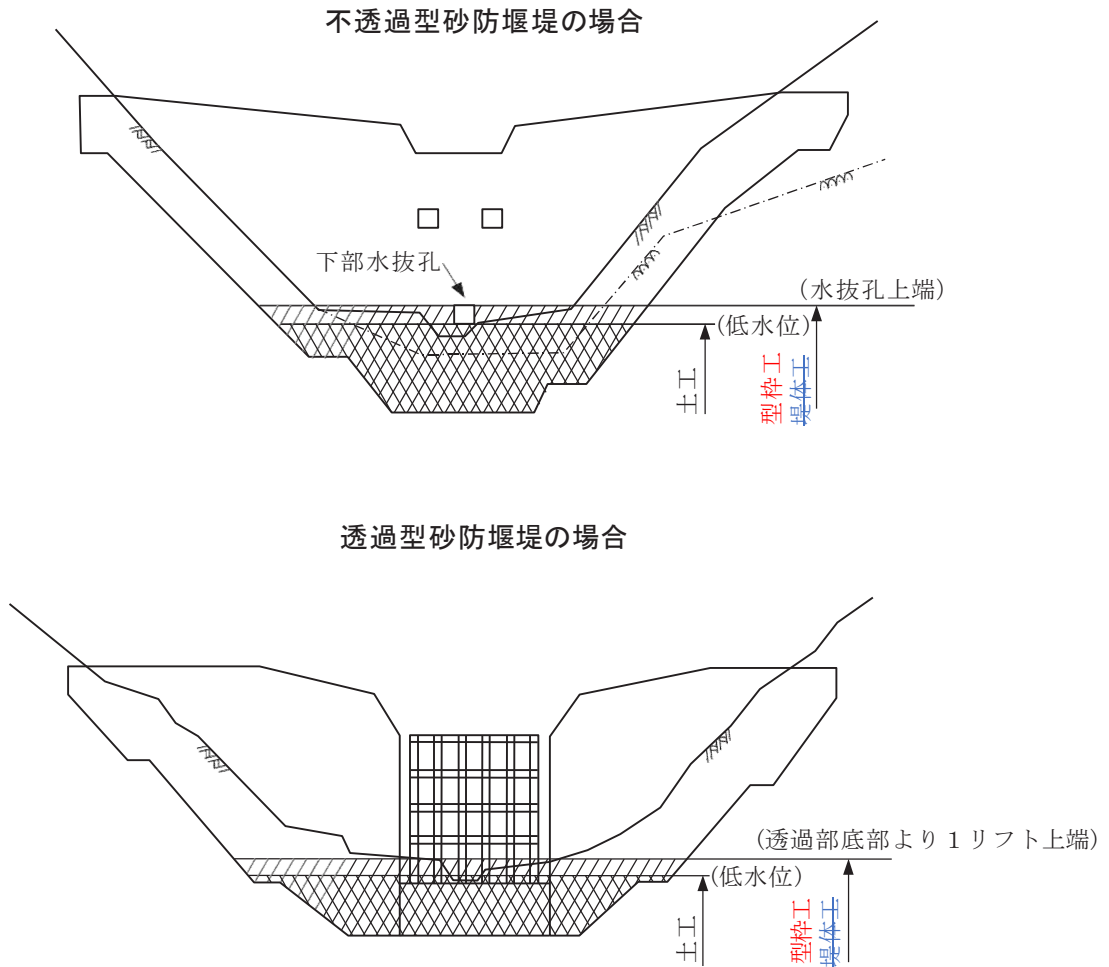 不透過型砂防堰堤の場合
下部水抜孔
(水抜孔上端)
(低水位)
土工
型枠工
堤体工
透過型砂防堰堤の場合
(透過部底部より1リフト上端)
(低水位)
土工
型枠工
堤体工